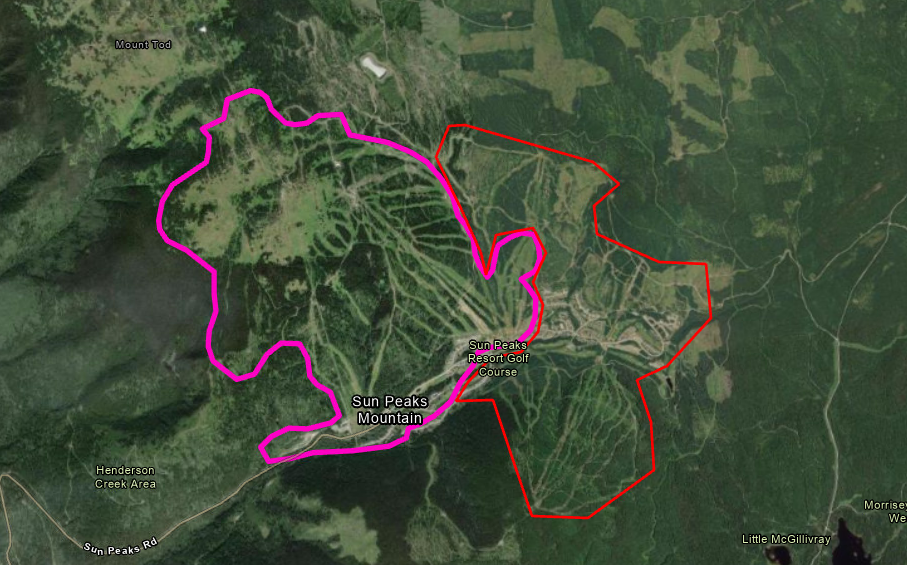 Mount Tod
Sun Peaks
Resort Golf
Course
Sun Peaks
Mountain
Henderson
Creek Area
Sun Peaks Rd
Morrisey
We
Little McGillivray